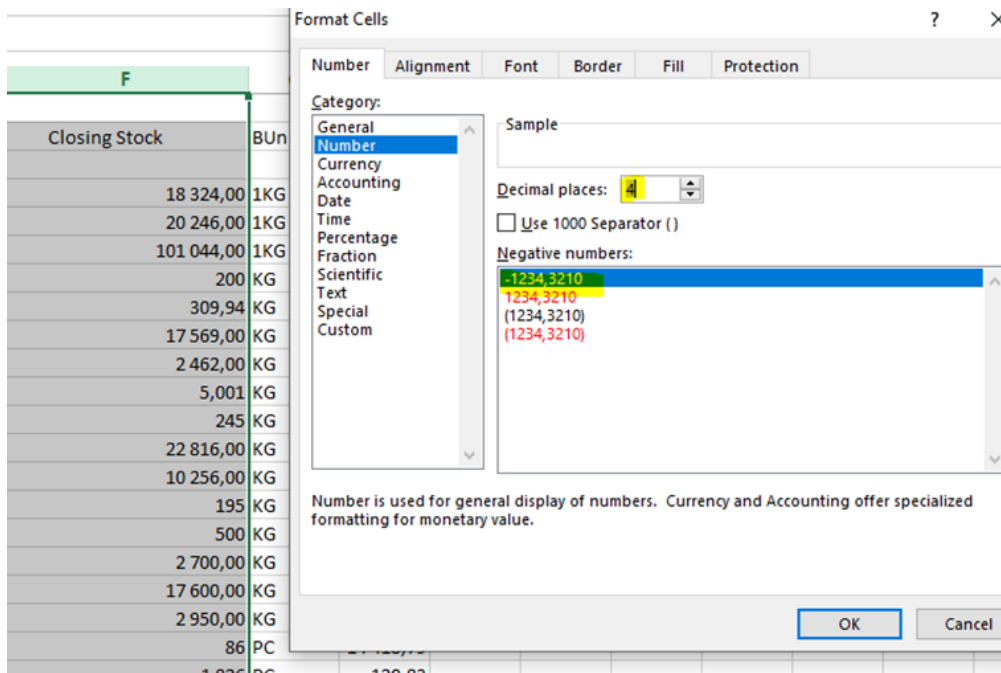 Format Cells
?
Number Alignment Font Border Fill Protection
F
Category:
General
Number
Currency
Accounting
Date
Time
Percentage
Fraction
Scientific
Text
Special
Custom
Sample
Decimal places: 4
Use 1000 Separator ( )
Negative numbers:
-1234,3210
1234,3210
(1234,3210)
(1234,3210)
Number is used for general display of numbers. Currency and Accounting offer specialized
formatting for monetary value.
OK Cancel
Closing Stock BUn
18 324,00 1KG
20 246,00 1KG
101 044,00 1KG
200 KG
309,94 KG
17 569,00 KG
2 462,00 KG
5,001 KG
245 KG
22 816,00 KG
10 256,00 KG
195 KG
500 KG
2 700,00 KG
17 600,00 KG
2 950,00 KG
86 PC